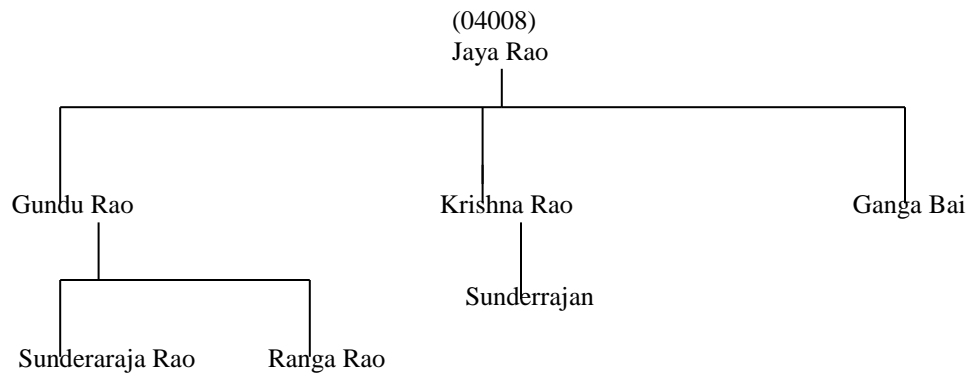 (04008)
Jaya Rao
Gundu Rao
Krishna Rao
Ganga Bai
Sunderrajan
Sunderaraja Rao
Ranga Rao